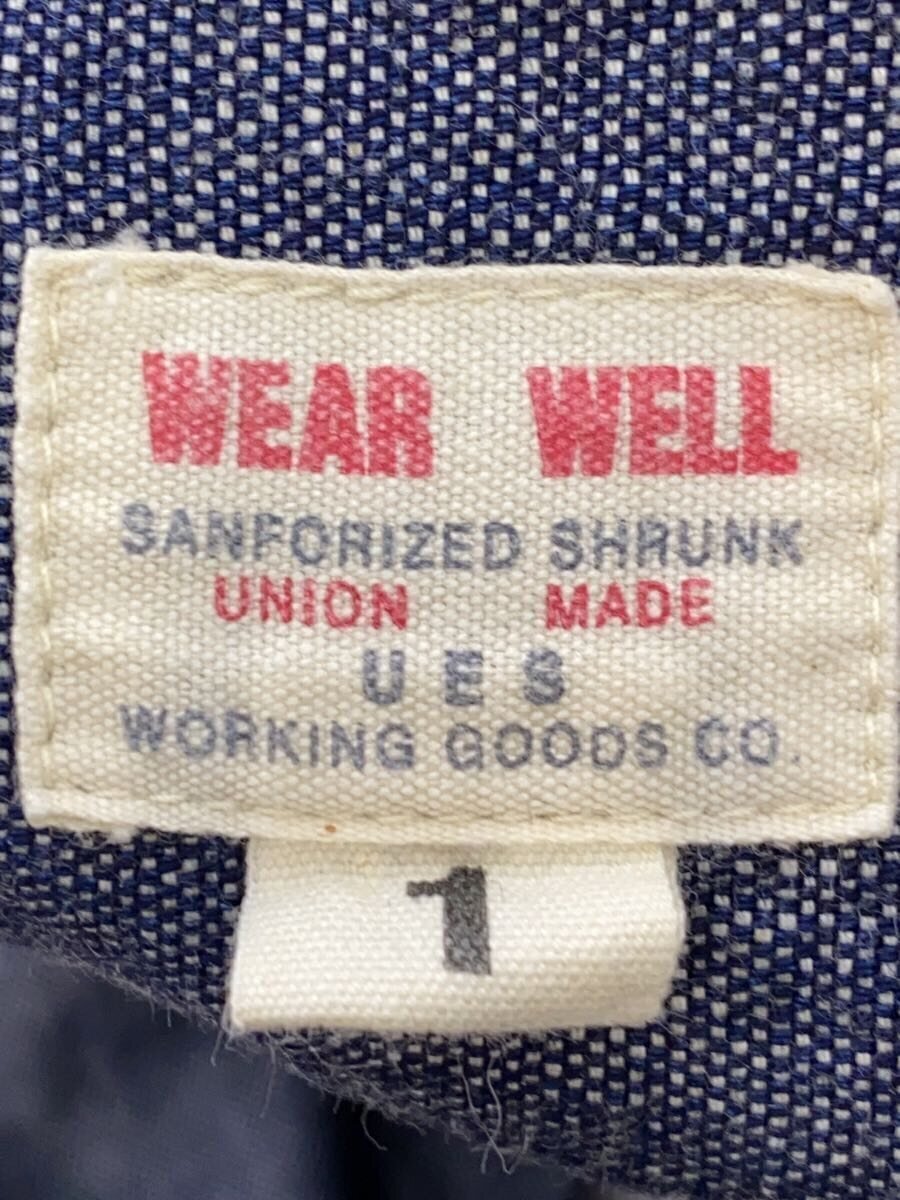 WEAR WELL
SANFORIZED SHRUNK
UNION MADE
UES
WORKING GOODS CO.
1